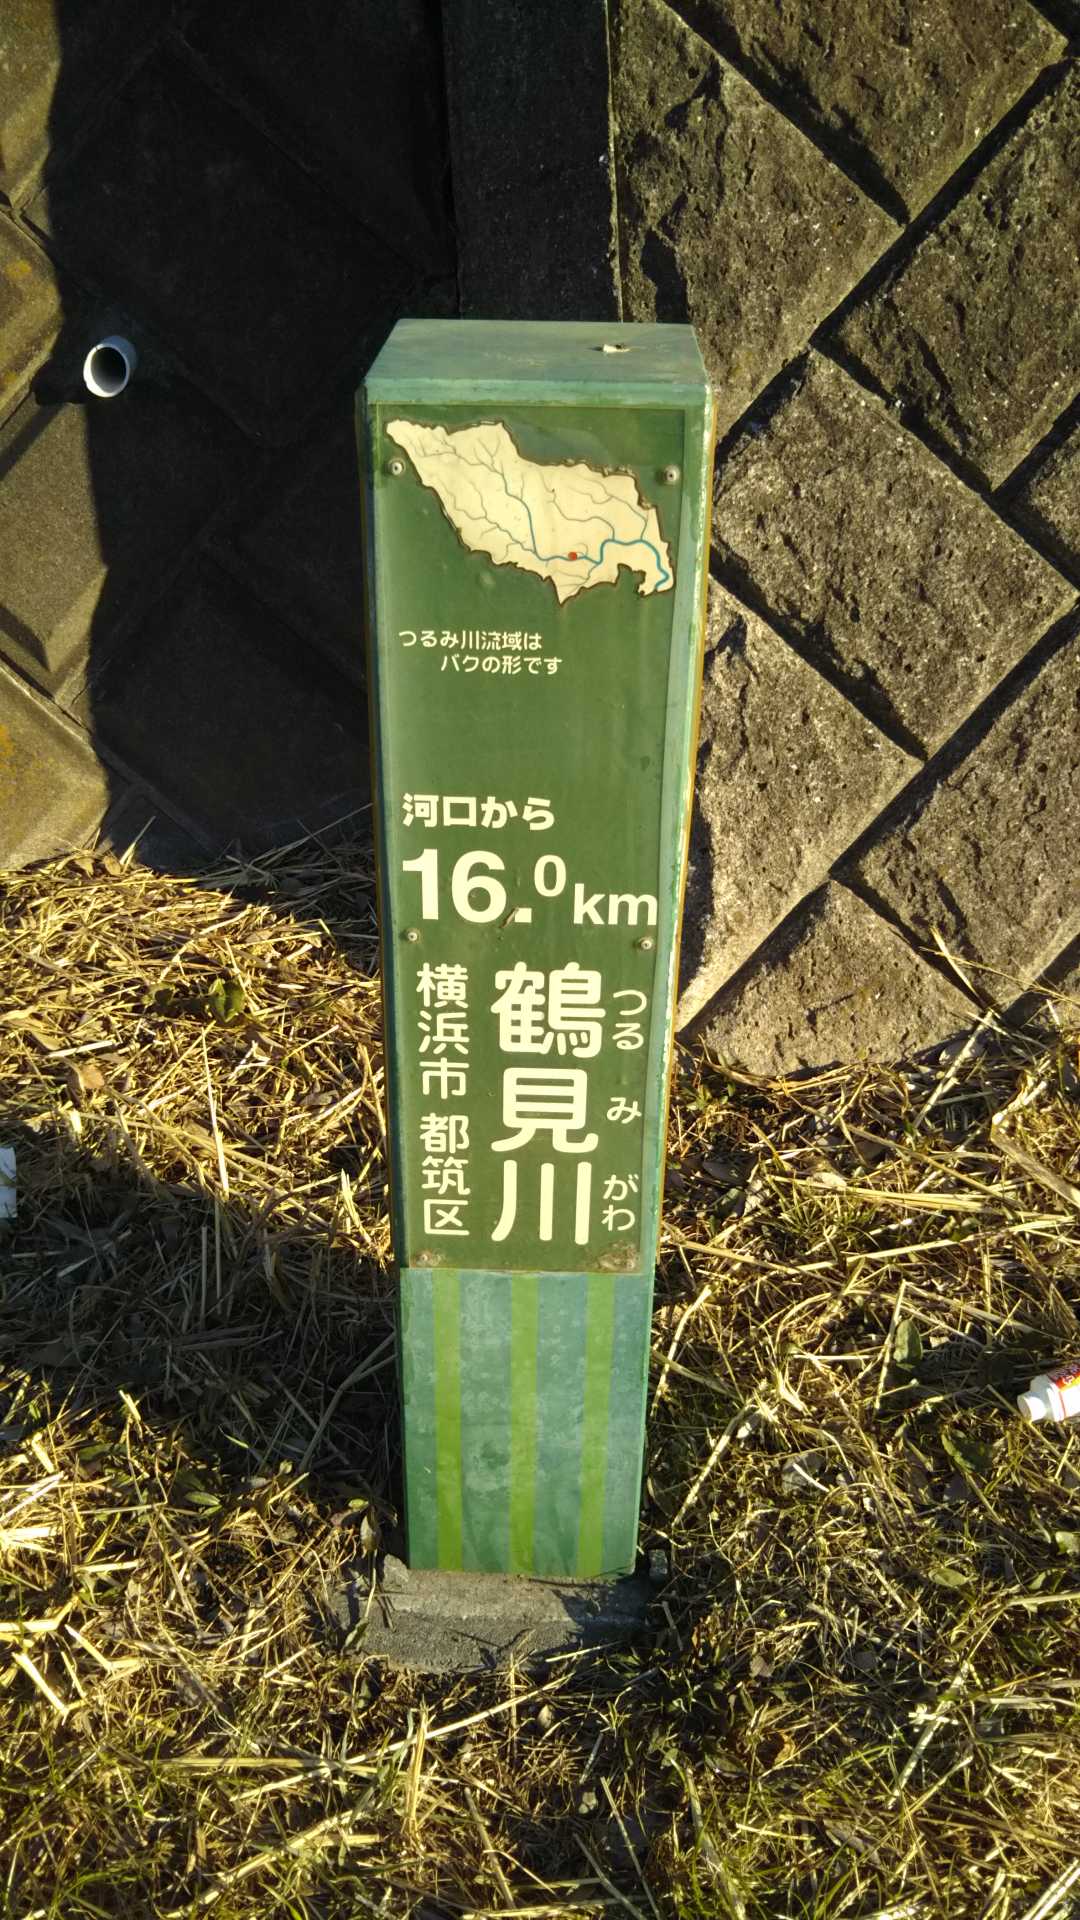 つるみ川流域は
バクの形です
河口から
16.0km
鶴見川
つるみがわ
横浜市 都筑区